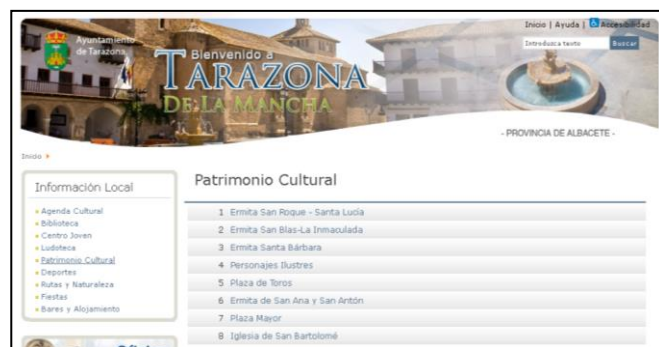 Inicio | Ayuda | Accesibilidad
Introduzca texto Buscar
Ayuntamiento
de Tarazona
Bienvenido a
TARAZONA
DE LA MANCHA
- PROVINCIA DE ALBACETE -
Inicio
Información Local
Agenda Cultural
Biblioteca
Centro Joven
Ludoteca
Patrimonio Cultural
Deportes
Rutas y Naturaleza
Fiestas
Bares y Alojamiento
Patrimonio Cultural
1 Ermita San Roque - Santa Lucía
2 Ermita San Blas-La Inmaculada
3 Ermita Santa Bárbara
4 Personajes Ilustres
5 Plaza de Toros
6 Ermita de San Ana y San Antón
7 Plaza Mayor
8 Iglesia de San Bartolomé